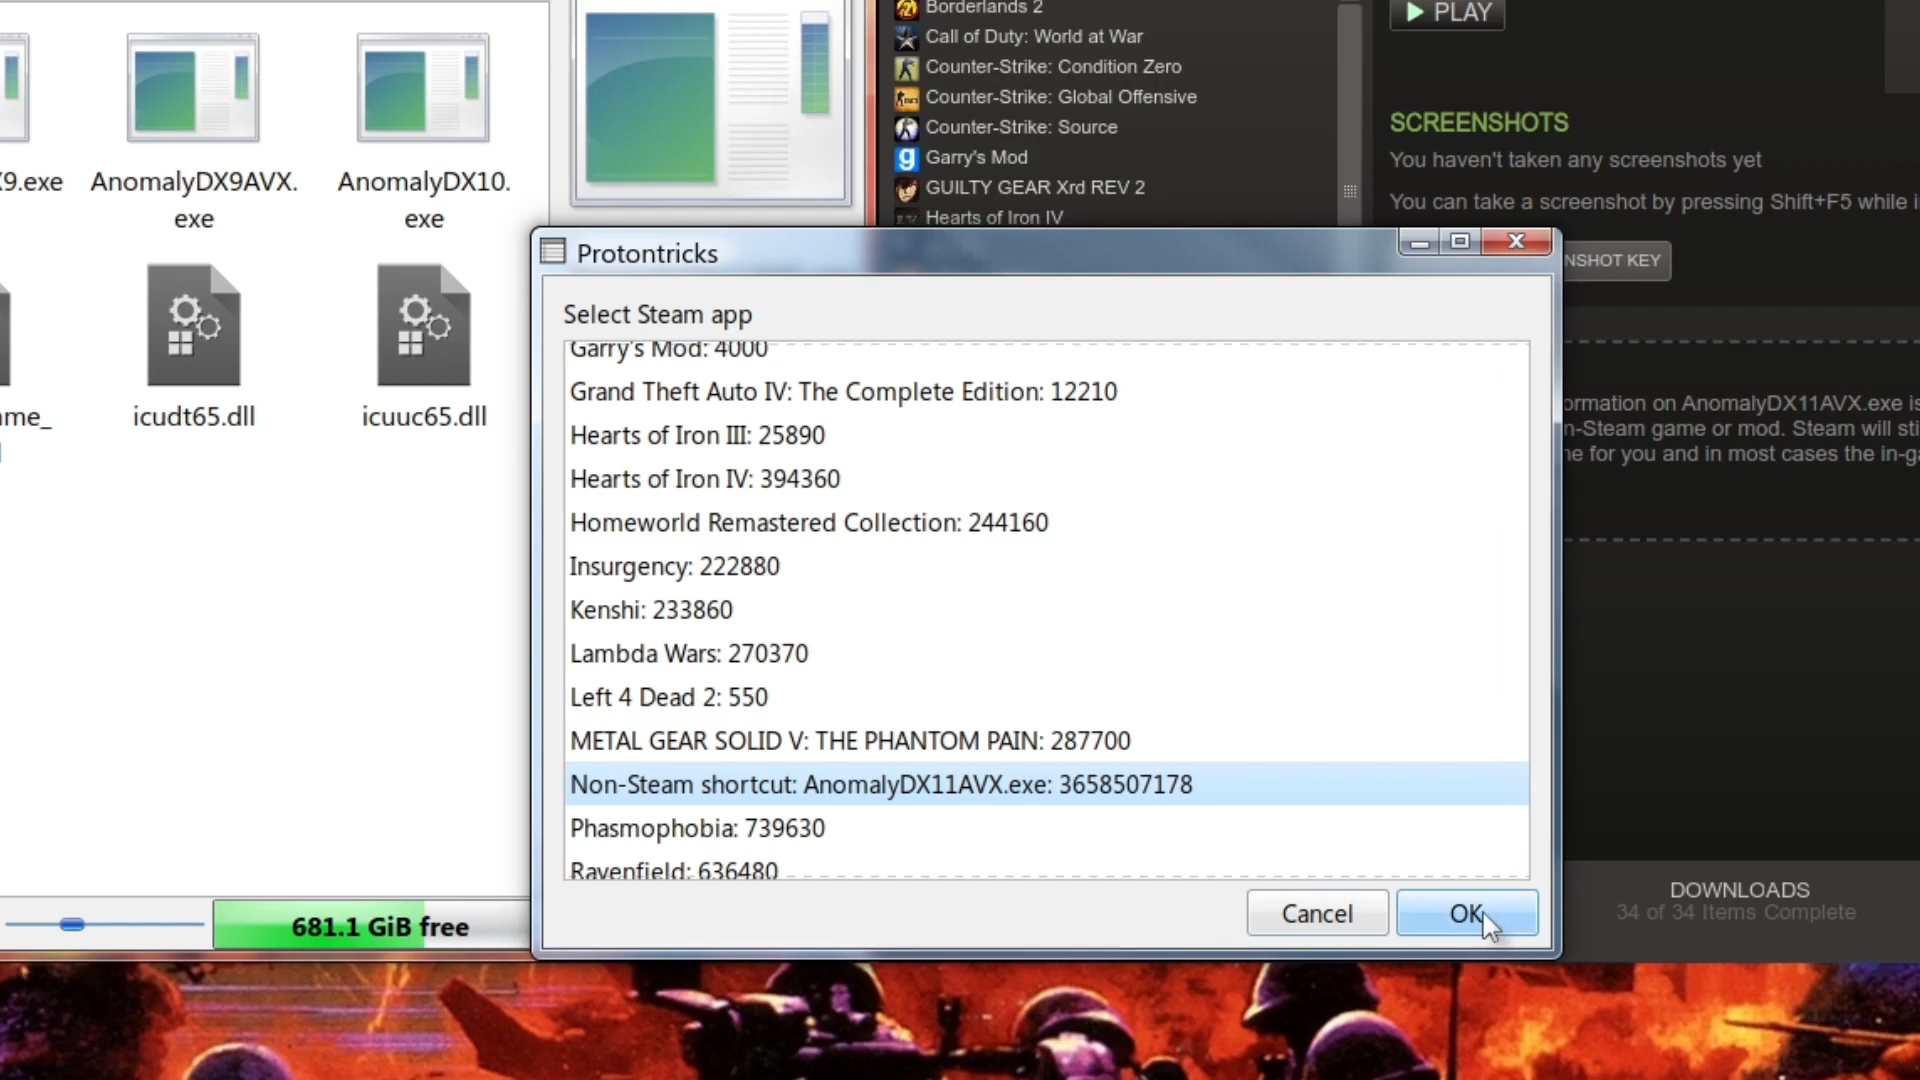 X9.exe
AnomalyDX9AVX.
exe
AnomalyDX10.
exe
me_
icudt65.dll
icuuc65.dll
681.1 GiB free
Borderlands 2
Call of Duty: World at War
Counter-Strike: Condition Zero
Counter-Strike: Global Offensive
Counter-Strike: Source
Garry's Mod
GUILTY GEAR Xrd REV 2
Hearts of Iron IV
PLAY
SCREENSHOTS
You haven't taken any screenshots yet
You can take a screenshot by pressing Shift+F5 while i
NSHOT KEY
Protontricks
Select Steam app
Garry's Mod: 4000
Grand Theft Auto IV: The Complete Edition: 12210
Hearts of Iron III: 25890
Hearts of Iron IV: 394360
Homeworld Remastered Collection: 244160
Insurgency: 222880
Kenshi: 233860
Lambda Wars: 270370
Left 4 Dead 2: 550
METAL GEAR SOLID V: THE PHANTOM PAIN: 287700
Non-Steam shortcut: AnomalyDX11AVX.exe: 3658507178
Phasmophobia: 739630
Ravenfield: 636480
Cancel
OK
ormation on AnomalyDX11AVX.exe is
n-Steam game or mod. Steam will sti
e for you and in most cases the in-ga
DOWNLOADS
34 of 34 Items Complete